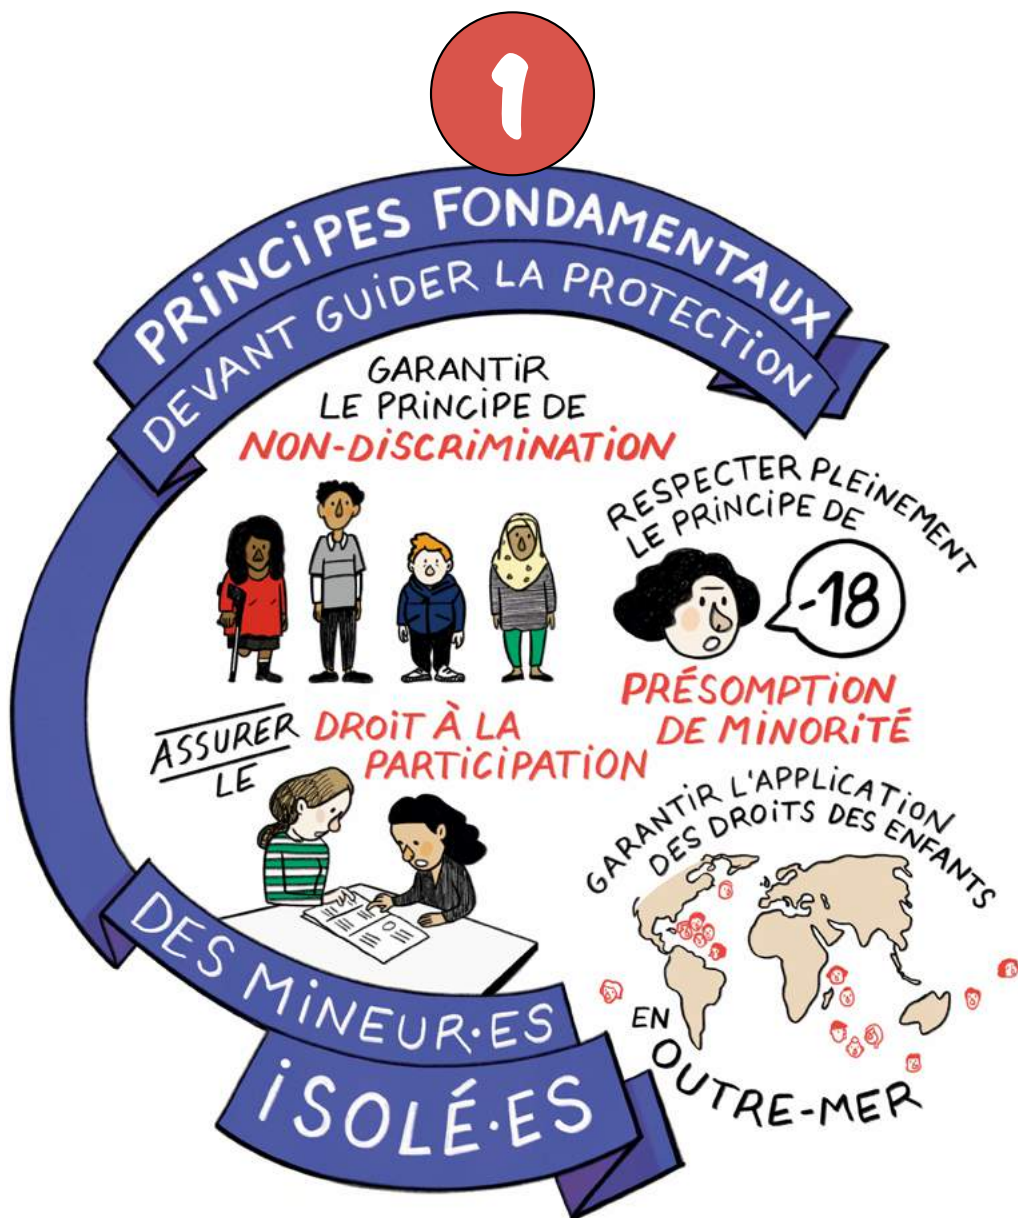 1
PRINCIPES FONDAMENTAUX
DEVANT GUIDER LA PROTECTION
DES MINEUR·ES
ISOLÉ·ES
GARANTIR
LE PRINCIPE DE
NON-DISCRIMINATION
RESPECTER PLEINEMENT
LE PRINCIPE DE
-18
PRÉSOMPTION
DE MINORITÉ
ASSURER
LE
DROIT À LA
PARTICIPATION
GARANTIR L'APPLICATION
DES DROITS DES ENFANTS
EN
OUTRE-MER